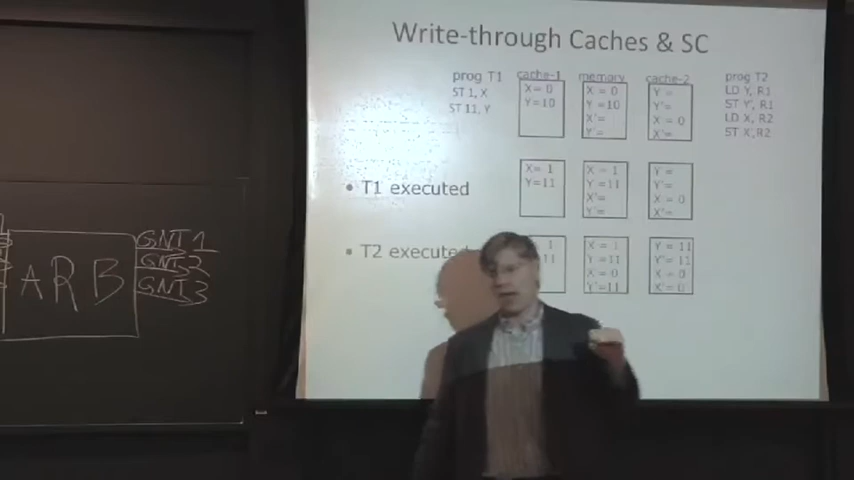 Write-through Caches & SC
prog T1
ST 1, X
ST 11, Y
cache-1
X= 0
Y=10
memory
X = 0
Y =10
X'=
Y'=
cache-2
Y =
Y'=
X = 0
X'=
prog T2
LD Y, R1
ST Y', R1
LD X, R2
ST X',R2
• T1 executed
X= 1
Y=11
X = 1
Y =11
X'=
Y'=
Y =
Y'=
X = 0
X'=
• T2 executed
1
11
X = 1
Y =11
X = 0
Y'=11
Y =11
Y'= 11
X = 0
X'= 0
ARB
GNT 1
GNT 2
GNT 3